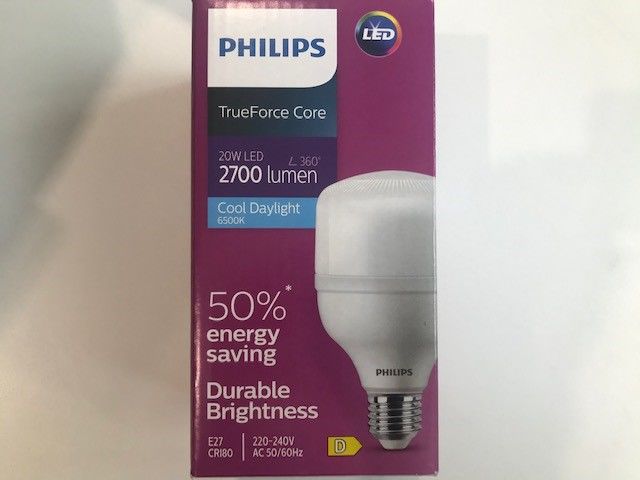 PHILIPS
LED
TrueForce Core
20W LED
∠ 360°
2700 lumen
Cool Daylight
6500K
50%*
energy
saving
Durable
Brightness
PHILIPS
E27
CRI80
220-240V
AC 50/60Hz
D